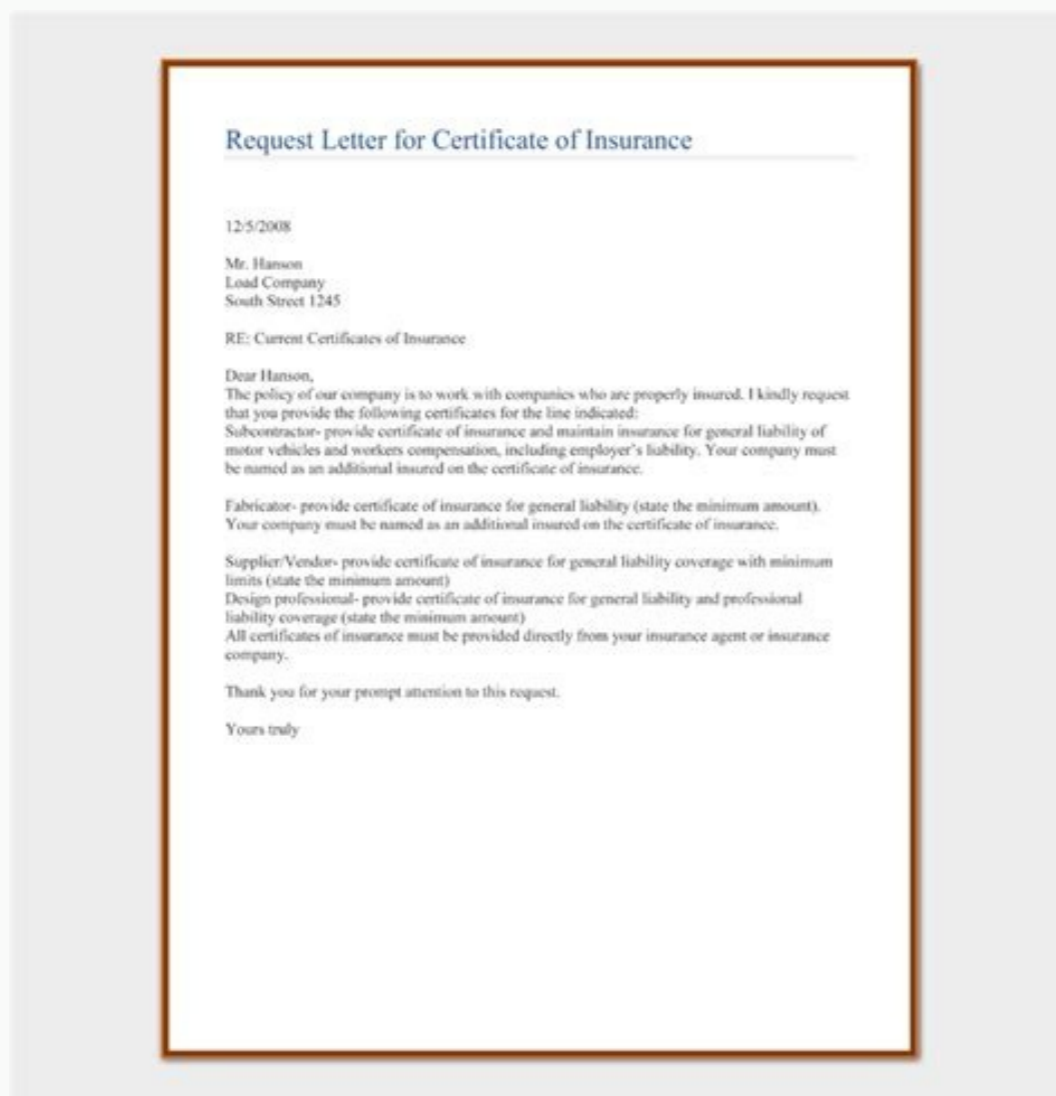 Request Letter for Certificate of Insurance
12/5/2008
Mr. Hanson
Load Company
South Street 1245
RE: Current Certificates of Insurance
Dear Hanson,
The policy of our company is to work with companies who are properly insured. I kindly request
that you provide the following certificates for the line indicated:
Subcontractor- provide certificate of insurance and maintain insurance for general liability of
motor vehicles and workers compensation, including employer's liability. Your company must
be named as an additional insured on the certificate of insurance.
Fabricator- provide certificate of insurance for general liability (state the minimum amount).
Your company must be named as an additional insured on the certificate of insurance.
Supplier/Vendor- provide certificate of insurance for general liability coverage with minimum
limits (state the minimum amount)
Design professional- provide certificate of insurance for general liability and professional
liability coverage (state the minimum amount)
All certificates of insurance must be provided directly from your insurance agent or insurance
company.
Thank you for your prompt attention to this request.
Yours truly